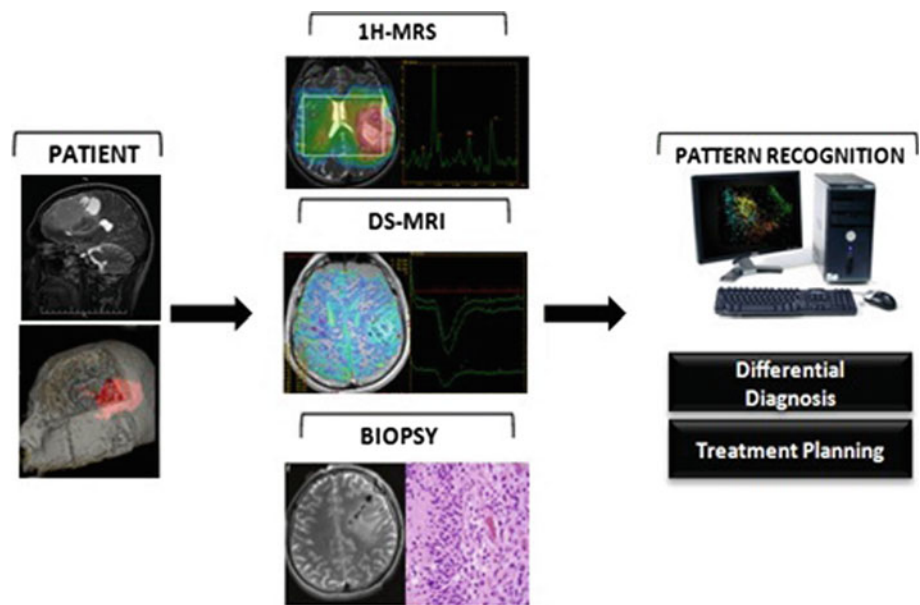 PATIENT
1H-MRS
DS-MRI
BIOPSY
PATTERN RECOGNITION
Differential
Diagnosis
Treatment Planning